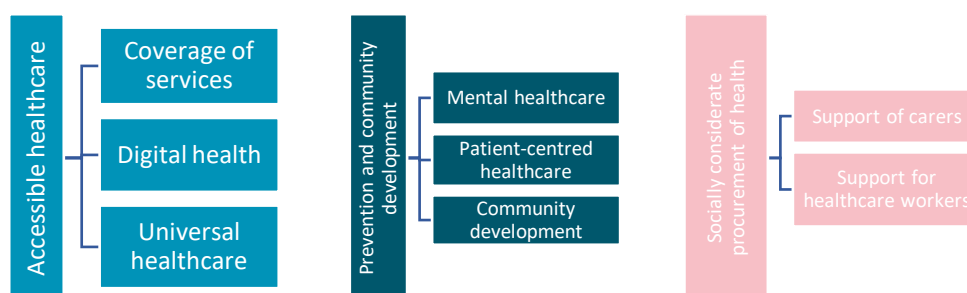 Accessible healthcare
Coverage of
services
Digital health
Universal
healthcare
Prevention and community
development
Mental healthcare
Patient-centred
healthcare
Community
development
Socially considerate
procurement of health
Support of carers
Support for
healthcare workers